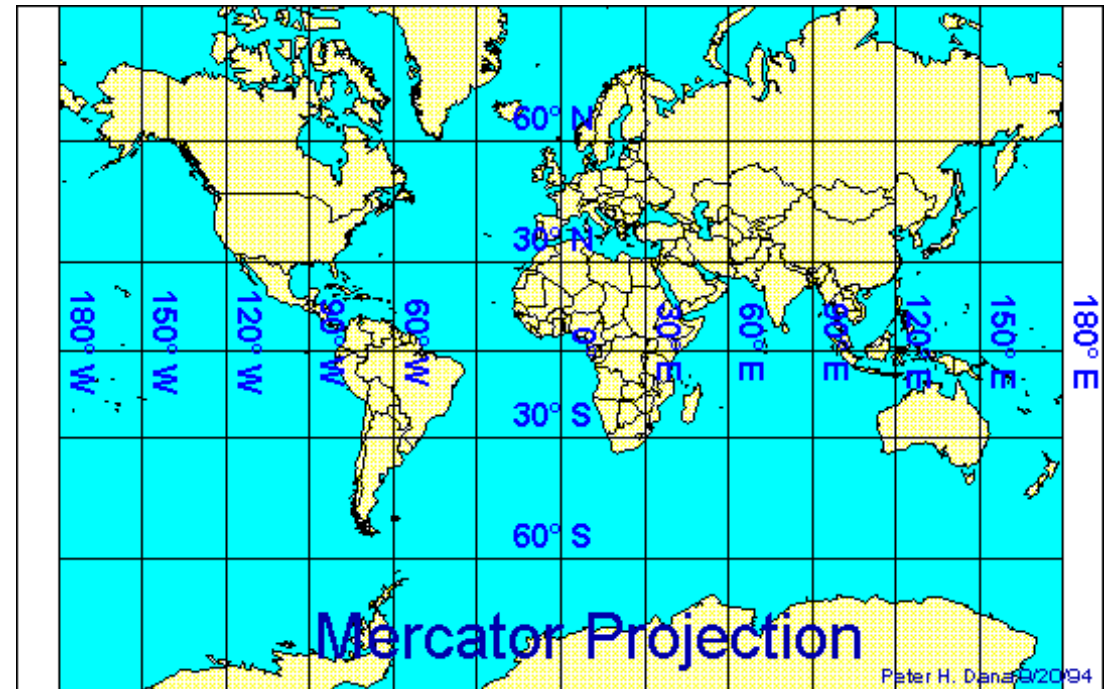 60° N
30° N
180° W
150° W
120° W
90° W
60° W
0°
30° E
60° E
90° E
120° E
150° E
180° E
30° S
60° S
Mercator Projection
Peter H. Dana 9/20/94